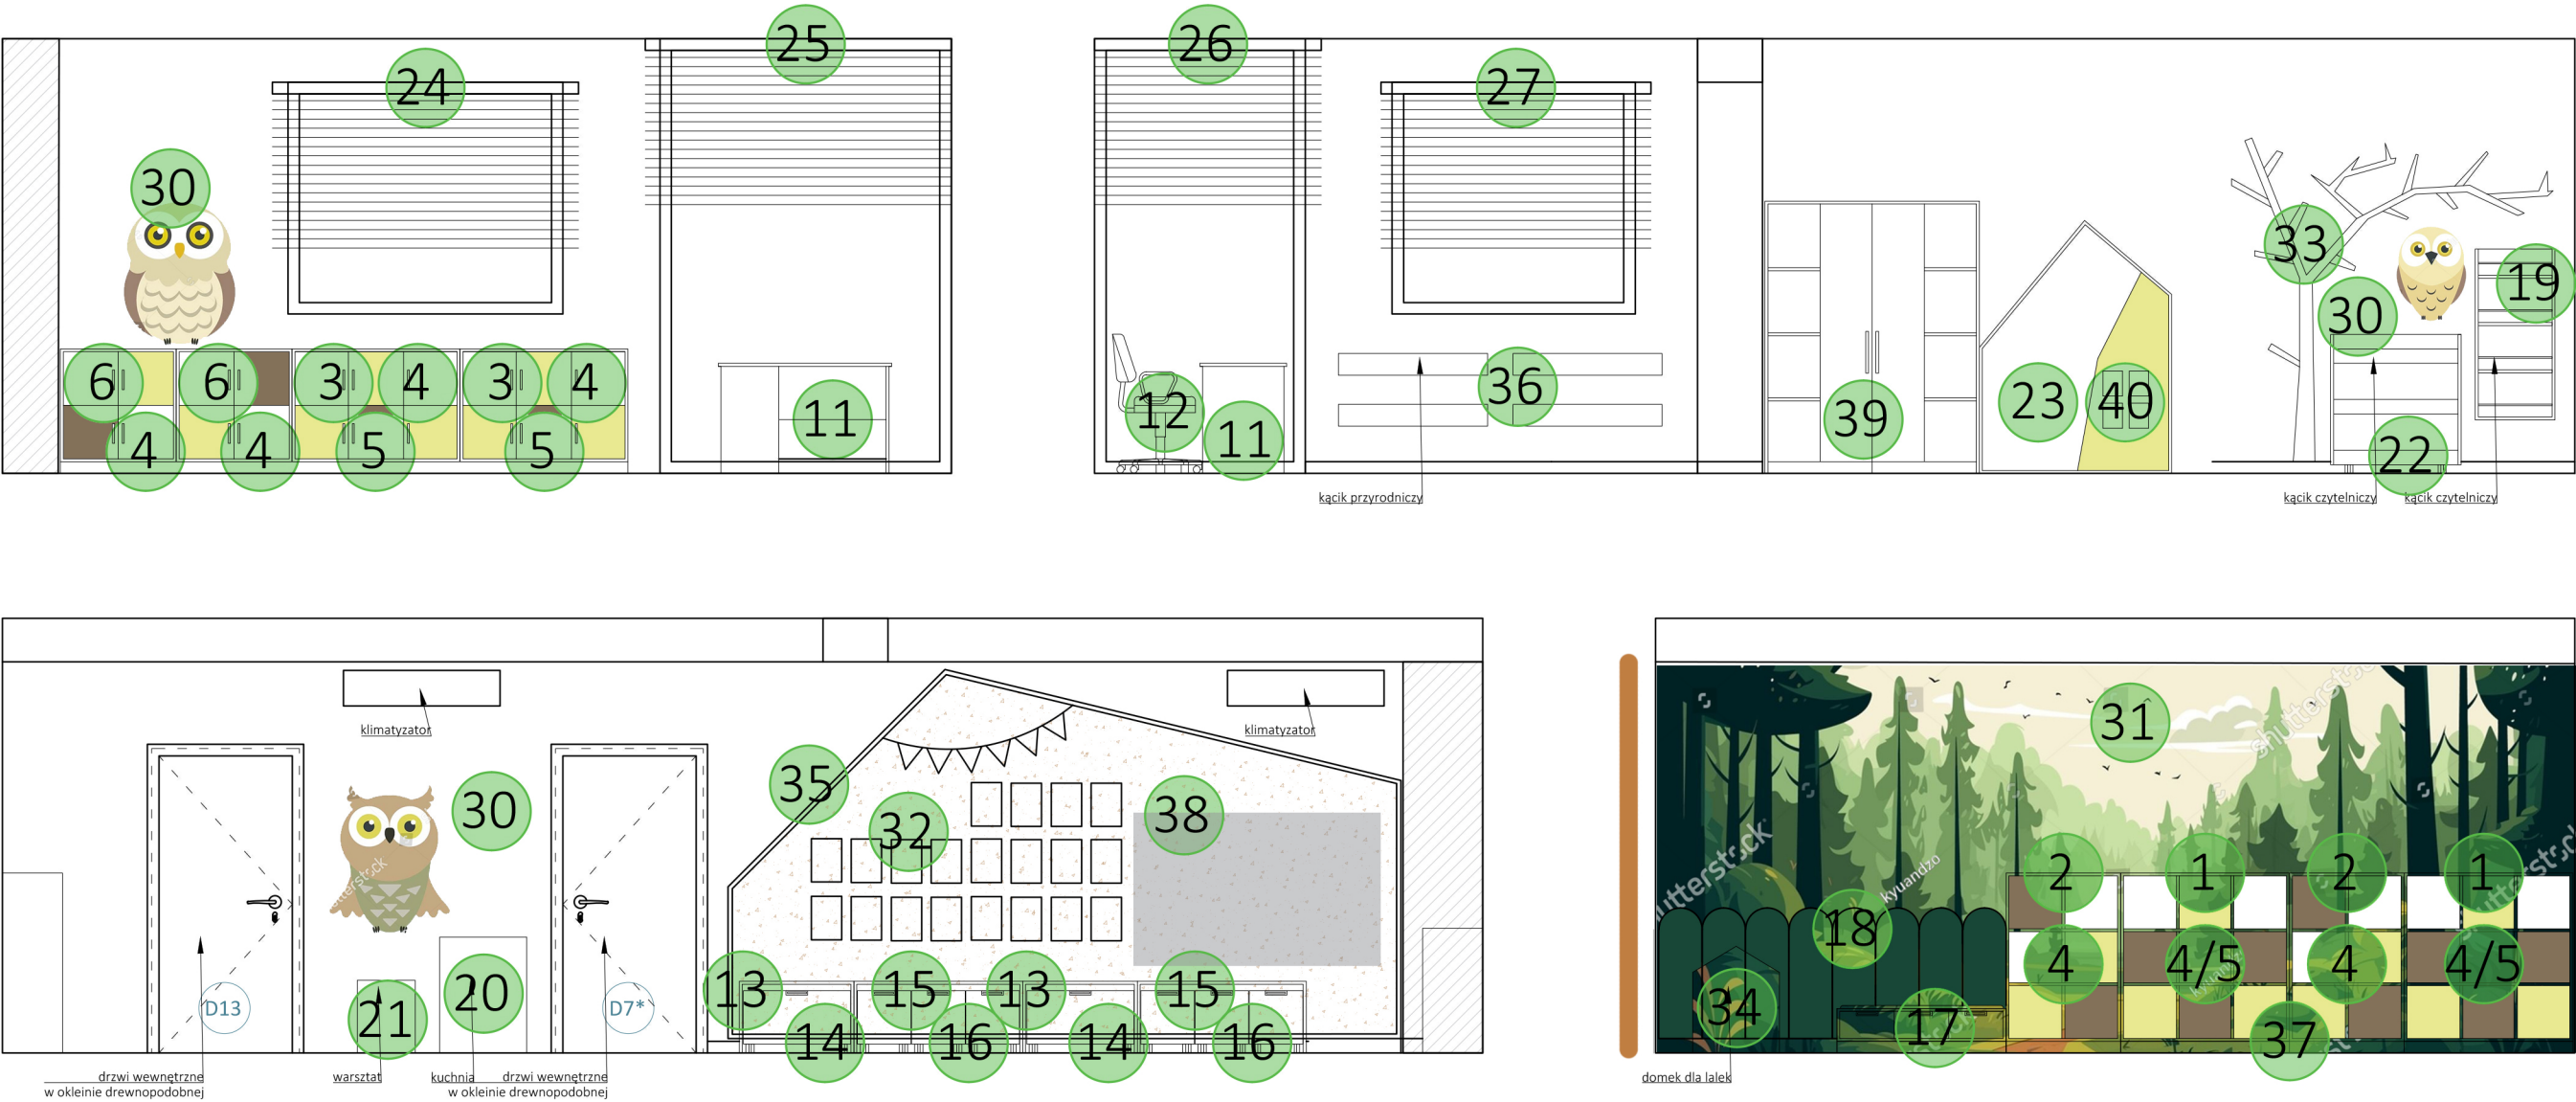 25
26
24
27
30
33
19
30
6
6
3
4
3
4
36
12
11
11
39
23
40
4
4
5
5
22
kącik przyrodniczy
kącik czytelniczy
kącik czytelniczy
klimatyzator
klimatyzator
31
shutterstock
35
38
30
32
shutterstock
2
1
2
1
shutterstock
kyuandzo
18
4
4/5
4
4/5
13
15
13
15
20
21
D13
D7*
34
17
37
14
16
14
16
drzwi wewnętrzne
w okleinie drewnopodobnej
warsztat
kuchnia
drzwi wewnętrzne
w okleinie drewnopodobnej
domek dla lalek